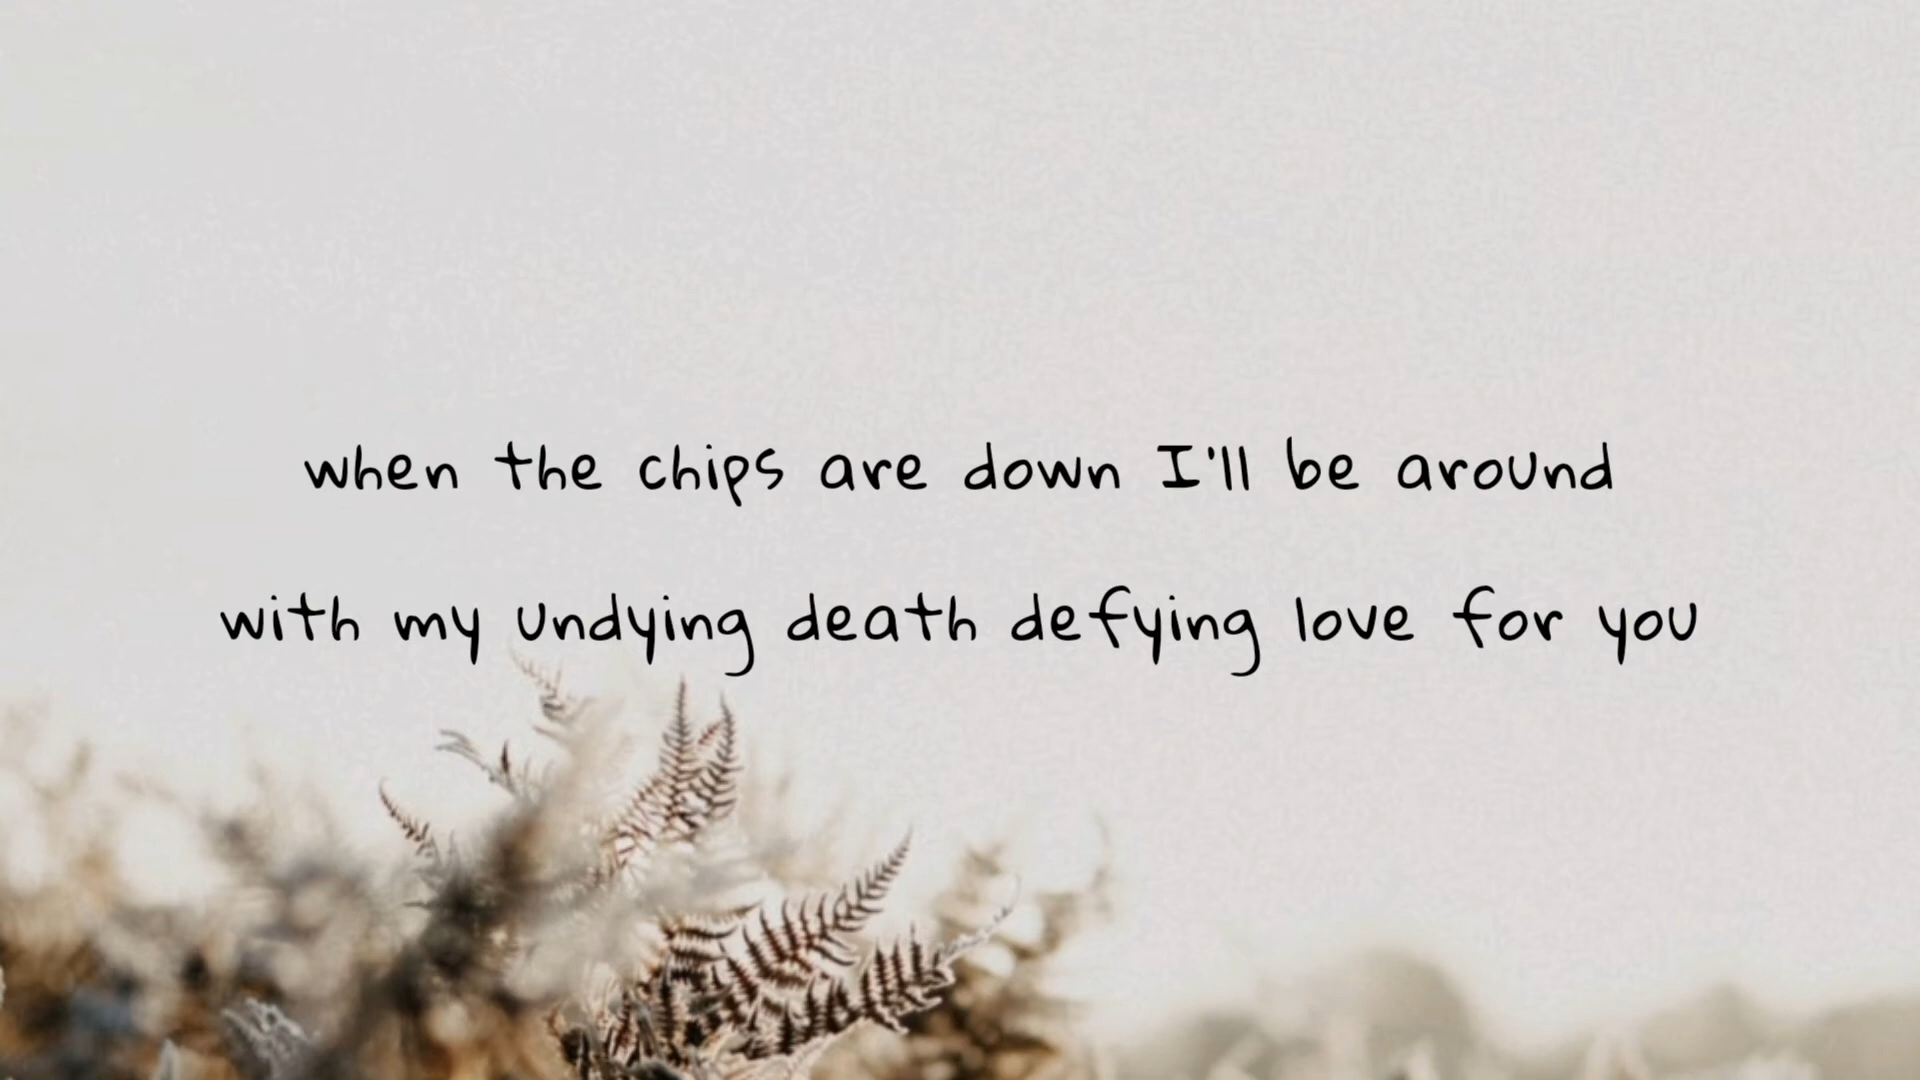 when the chips are down I'll be around
with my undying death defying love for you